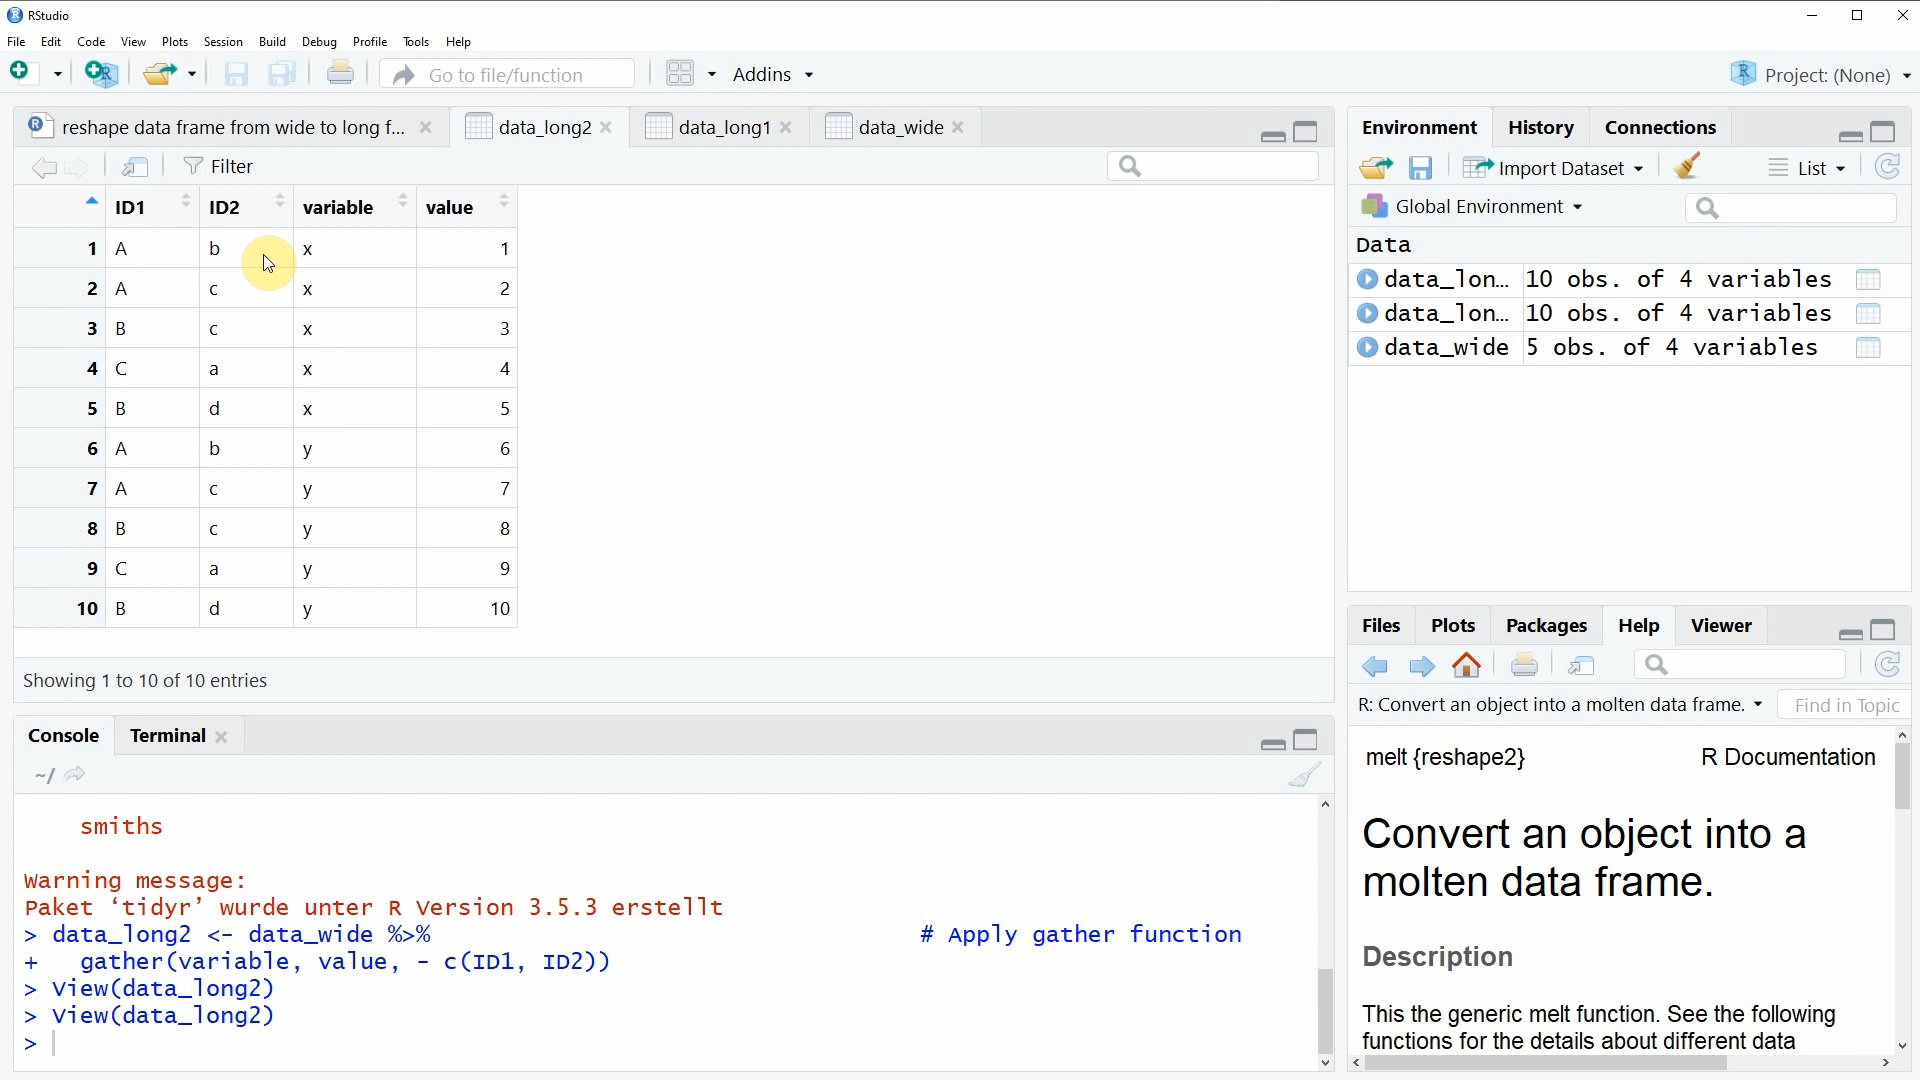 RStudio
File Edit Code View Plots Session Build Debug Profile Tools Help
Go to file/function
Addins
Project: (None)
reshape data frame from wide to long f...
data_long2
data_long1
data_wide
Filter
ID1 ID2 variable value
1 A b x 1
2 A c x 2
3 B c x 3
4 C a x 4
5 B d x 5
6 A b y 6
7 A c y 7
8 B c y 8
9 C a y 9
10 B d y 10
Showing 1 to 10 of 10 entries
Console Terminal
~/
smiths
Warning message:
Paket ‘tidyr’ wurde unter R Version 3.5.3 erstellt
> data_long2 <- data_wide %>% # Apply gather function
+ gather(variable, value, - c(ID1, ID2))
> View(data_long2)
> View(data_long2)
>
Environment History Connections
Import Dataset
List
Global Environment
Data
data_lon... 10 obs. of 4 variables
data_lon... 10 obs. of 4 variables
data_wide 5 obs. of 4 variables
Files Plots Packages Help Viewer
R: Convert an object into a molten data frame.
Find in Topic
melt {reshape2} R Documentation
Convert an object into a
molten data frame.
Description
This the generic melt function. See the following
functions for the details about different data